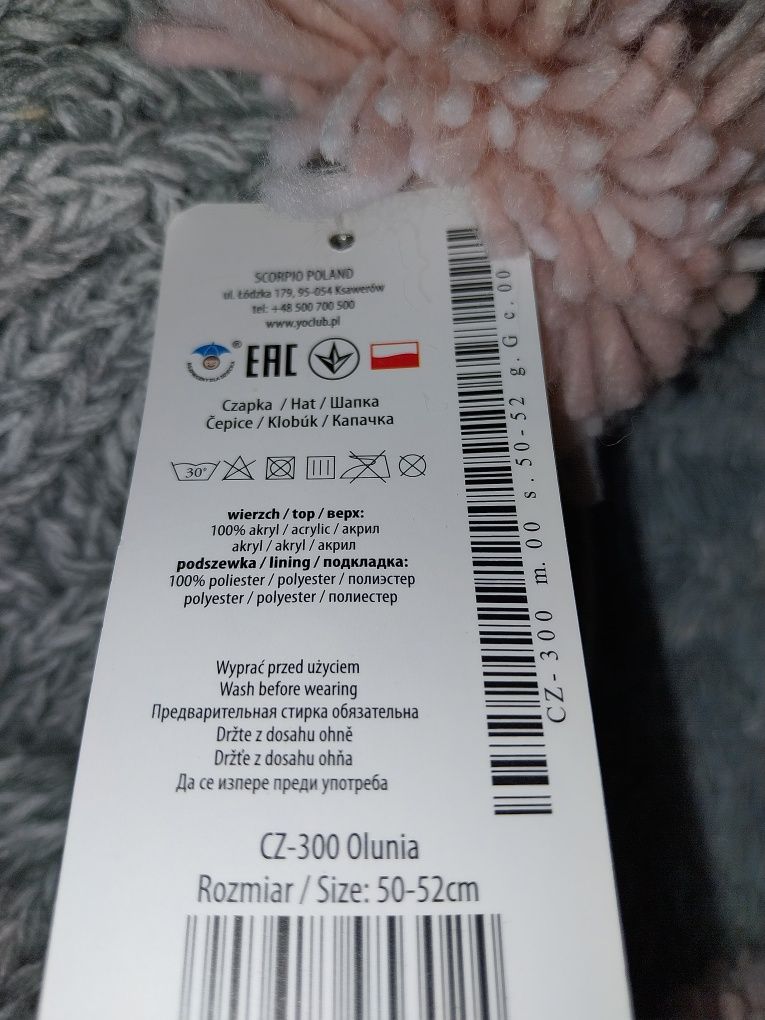 SCORPIO POLAND
ul. Łódzka 179, 95-054 Ksawerów
tel: +48 500 700 500
www.yoclub.pl
®
EAC
Czapka / Hat / Шапка
Čepice / Klobúk / Капачка
30°
wierzch / top / верх:
100% akryl / acrylic / акрил
akryl / akryl / акрил
podszewka / lining / подкладка:
100% poliester / polyester / полиэстер
polyester / polyester / полиестер
Wyprać przed użyciem
Wash before wearing
Предварительная стирка обязательна
Držte z dosahu ohně
Držťe z dosahu ohňa
Да се изпере преди употреба
CZ-300 Olunia
Rozmiar / Size: 50-52cm
CZ-300 m.00 s.50-52 g.G c.00